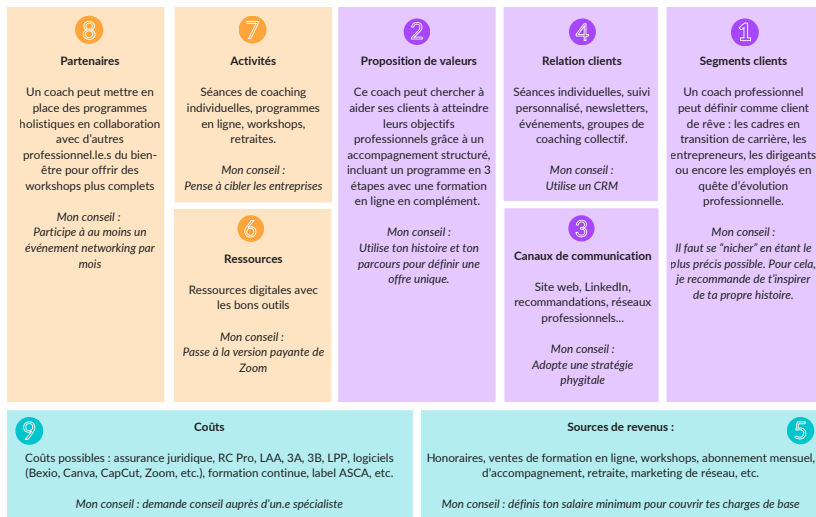 8
Partenaires
Un coach peut mettre en
place des programmes
holistiques en collaboration
avec d'autres
professionnel.le.s du bien-
être pour offrir des
workshops plus complets
Mon conseil :
Participe à au moins un
événement networking par
mois
7
Activités
Séances de coaching
individuelles, programmes
en ligne, workshops,
retraites.
Mon conseil :
Pense à cibler les entreprises
6
Ressources
Ressources digitales avec
les bons outils
Mon conseil :
Passe à la version payante de
Zoom
2
Proposition de valeurs
Ce coach peut chercher à
aider ses clients à atteindre
leurs objectifs
professionnels grâce à un
accompagnement structuré,
incluant un programme en 3
étapes avec une formation
en ligne en complément.
Mon conseil :
Utilise ton histoire et ton
parcours pour définir une
offre unique.
4
Relation clients
Séances individuelles, suivi
personnalisé, newsletters,
événements, groupes de
coaching collectif.
Mon conseil :
Utilise un CRM
3
Canaux de communication
Site web, LinkedIn,
recommandations, réseaux
professionnels...
Mon conseil :
Adopte une stratégie
phygitale
1
Segments clients
Un coach professionnel
peut définir comme client
de rêve : les cadres en
transition de carrière, les
entrepreneurs, les dirigeants
ou encore les employés en
quête d'évolution
professionnelle.
Mon conseil :
Il faut se "nicher" en étant le
plus précis possible. Pour cela,
je recommande de t'inspirer
de ta propre histoire.
9
Coûts
Coûts possibles : assurance juridique, RC Pro, LAA, 3A, 3B, LPP, logiciels
(Bexio, Canva, CapCut, Zoom, etc.), formation continue, label ASCA, etc.
Mon conseil : demande conseil auprès d'un.e spécialiste
Sources de revenus :
5
Honoraires, ventes de formation en ligne, workshops, abonnement mensuel,
d'accompagnement, retraite, marketing de réseau, etc.
Mon conseil : définis ton salaire minimum pour couvrir tes charges de base